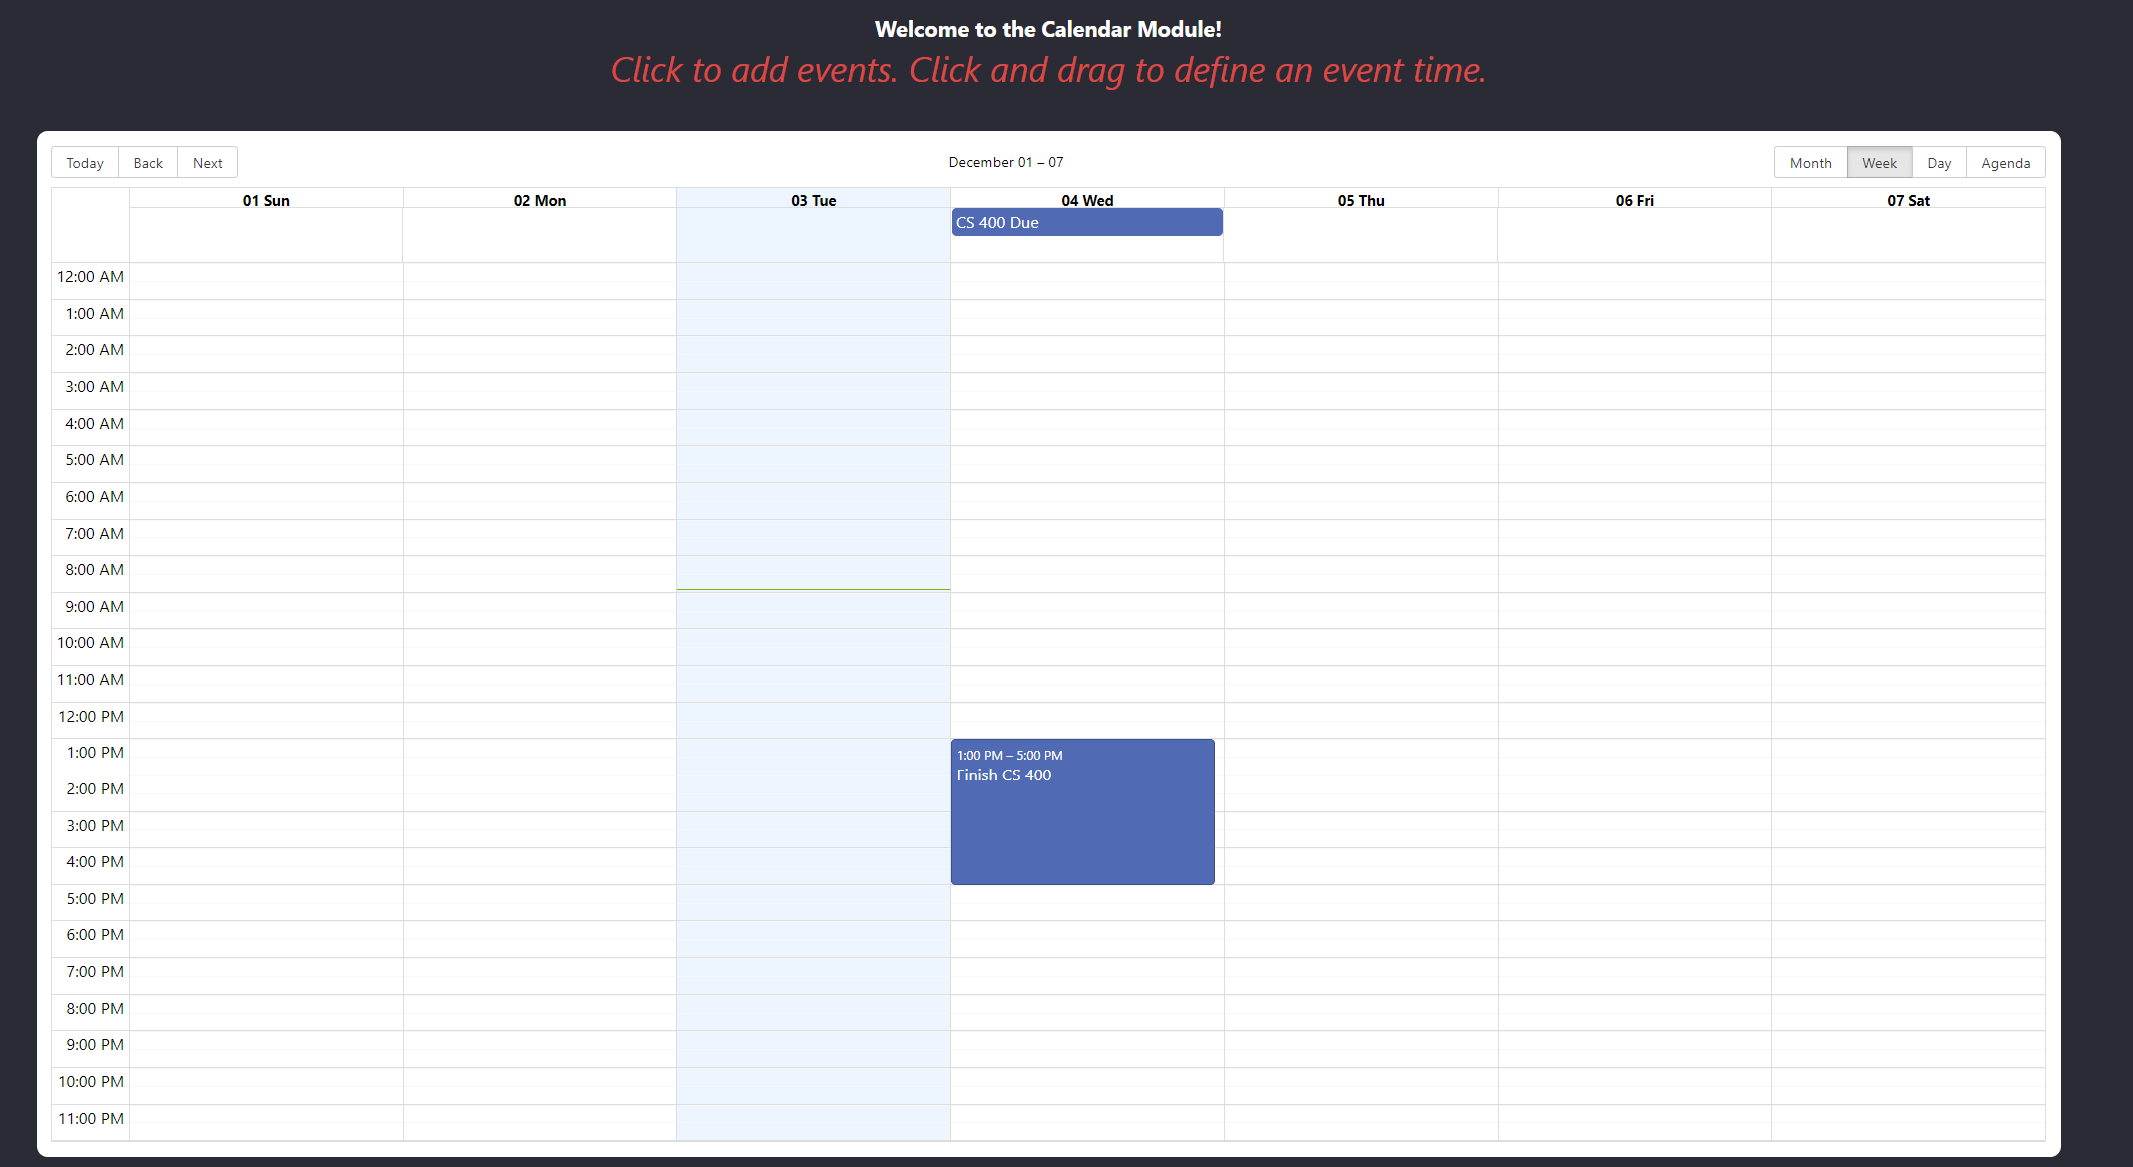 Welcome to the Calendar Module!
Click to add events. Click and drag to define an event time.
Today Back Next
December 01 – 07
Month Week Day Agenda
01 Sun 02 Mon 03 Tue 04 Wed 05 Thu 06 Fri 07 Sat
CS 400 Due
12:00 AM
1:00 AM
2:00 AM
3:00 AM
4:00 AM
5:00 AM
6:00 AM
7:00 AM
8:00 AM
9:00 AM
10:00 AM
11:00 AM
12:00 PM
1:00 PM
1:00 PM – 5:00 PM
Finish CS 400
2:00 PM
3:00 PM
4:00 PM
5:00 PM
6:00 PM
7:00 PM
8:00 PM
9:00 PM
10:00 PM
11:00 PM